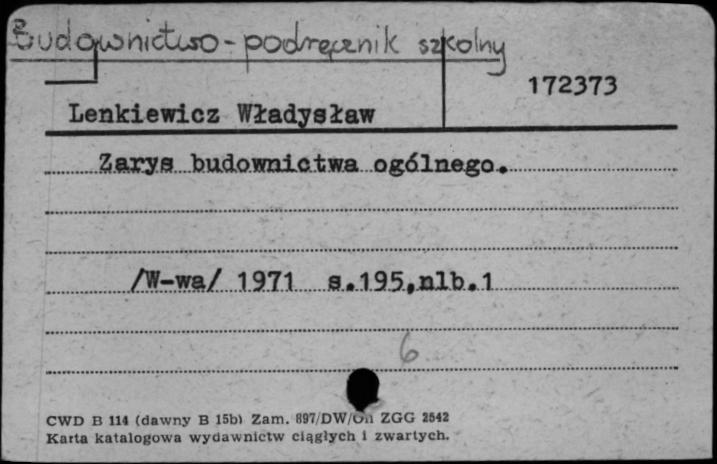 Budownictwo - podręcznik szkolny
172373
Lenkiewicz Władysław
Zarys budownictwa ogólnego.
/W-wa/ 1971 s.195,nlb.1
6
CWD B 114 (dawny B 15b) Zam. 897/DW/Un ZGG 2542
Karta katalogowa wydawnictw ciągłych i zwartych.